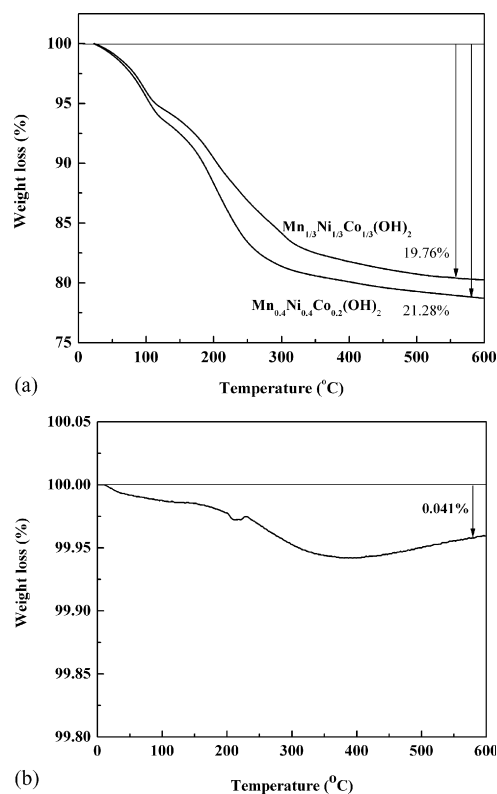 100
95
90
85
80
75
Weight loss (%)
Mn1/3Ni1/3Co1/3(OH)2
19.76%
Mn0.4Ni0.4Co0.2(OH)2
21.28%
0 100 200 300 400 500 600
(a)
Temperature (°C)
100.05
100.00
99.95
99.90
99.85
99.80
Weight loss (%)
0.041%
0 100 200 300 400 500 600
(b)
Temperature (°C)